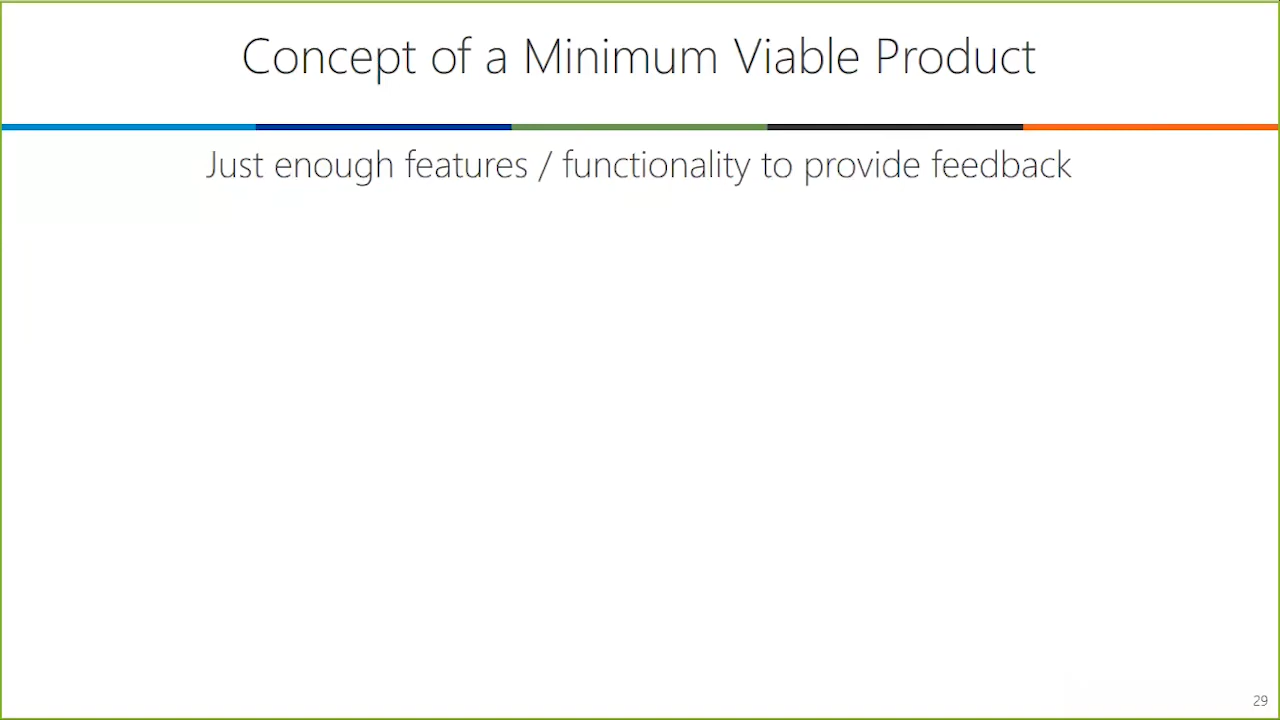 Concept of a Minimum Viable Product
Just enough features / functionality to provide feedback
29